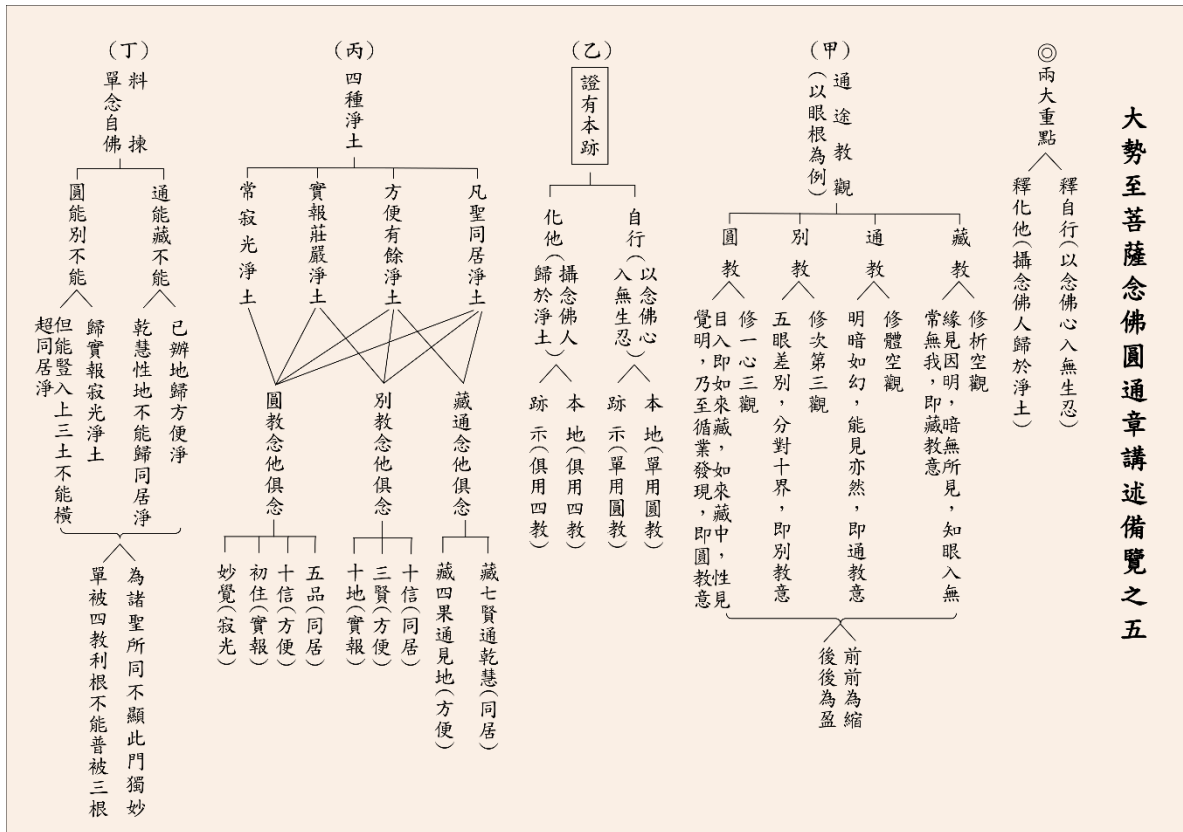 大勢至菩薩念佛圓通章講述備覽之五
◎兩大重點
釋自行(以念佛心入無生忍)
釋化他(攝念佛人歸於淨土)
(甲)
通途教觀
(以眼根為例)
藏教
修析空觀
緣見因明,暗無所見,知眼入無
常無我,即藏教意
通教
修體空觀
明暗如幻,能見亦然,即通教意
別教
修次第三觀
五眼差別,分對十界,即別教意
圓教
修一心三觀
目入即如來藏,如來藏中,性見
覺明,乃至循業發現,即圓教意
前前為縮
後後為盈
(乙)
證有本跡
自行(以念佛心
入無生忍)
本地(單用圓教)
跡示(單用圓教)
化他(攝念佛人
歸於淨土)
本地(俱用四教)
跡示(俱用四教)
(丙)
四種淨土
凡聖同居淨土
方便有餘淨土
實報莊嚴淨土
常寂光淨土
藏通念他俱念
藏七賢通乾慧(同居)
藏四果通見地(方便)
別教念他俱念
十信(同居)
三賢(方便)
十地(實報)
圓教念他俱念
五品(同居)
十信(方便)
初住(實報)
妙覺(寂光)
(丁)
料揀
單念自佛
通能藏不能
已辦地歸方便淨
乾慧性地不能歸同居淨
圓能別不能
歸實報寂光淨土
但能豎入上三土不能橫
超同居淨
為諸聖所同不顯此門獨妙
單被四教利根不能普被三根